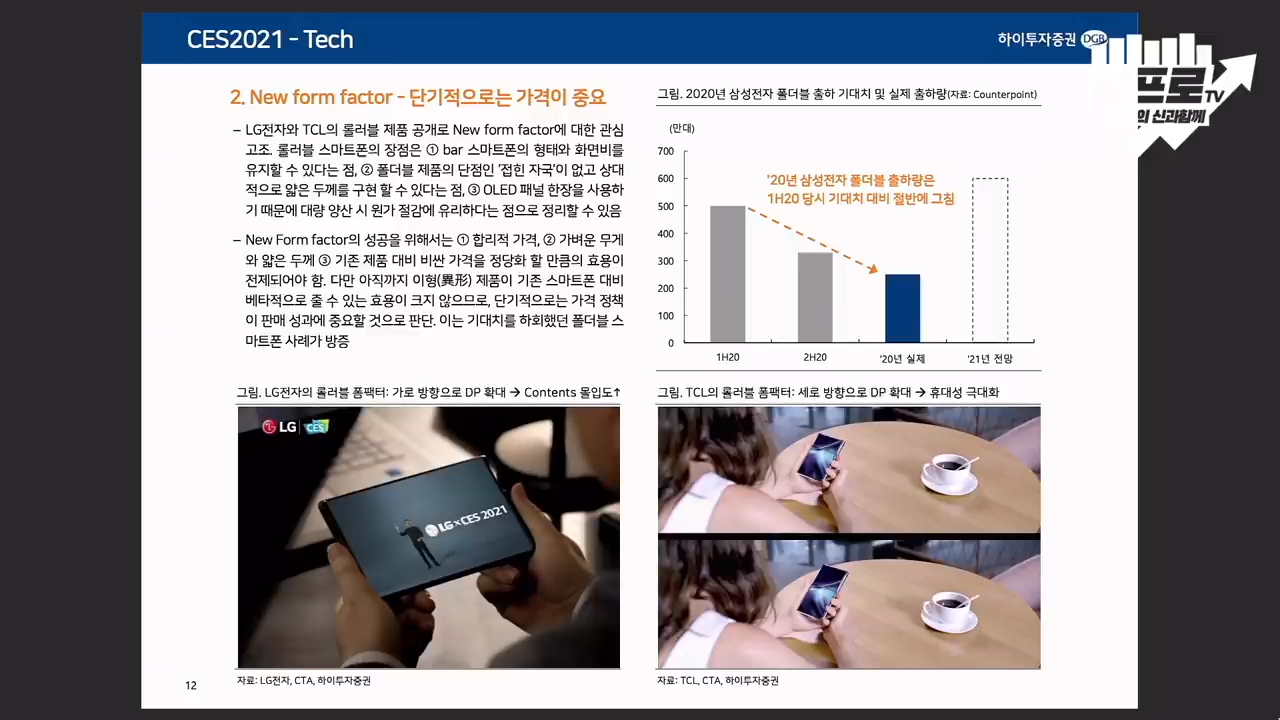 CES2021 - Tech
하이투자증권 DGB
프로TV
의 신과함께
2. New form factor – 단기적으로는 가격이 중요
– LG전자와 TCL의 롤러블 제품 공개로 New form factor에 대한 관심
고조. 롤러블 스마트폰의 장점은 ① bar 스마트폰의 형태와 화면비를
유지할 수 있다는 점, ② 폴더블 제품의 단점인 '접힌 자국'이 없고 상대
적으로 얇은 두께를 구현 할 수 있다는 점, ③ OLED 패널 한장을 사용하
기 때문에 대량 양산 시 원가 절감에 유리하다는 점으로 정리할 수 있음
– New Form factor의 성공을 위해서는 ① 합리적 가격, ② 가벼운 무게
와 얇은 두께 ③ 기존 제품 대비 비싼 가격을 정당화 할 만큼의 효용이
전제되어야 함. 다만 아직까지 이형(異形) 제품이 기존 스마트폰 대비
베타적으로 줄 수 있는 효용이 크지 않으므로, 단기적으로는 가격 정책
이 판매 성과에 중요할 것으로 판단. 이는 기대치를 하회했던 폴더블 스
마트폰 사례가 방증
그림. 2020년 삼성전자 폴더블 출하 기대치 및 실제 출하량(자료: Counterpoint)
(만대)
700
600
500
400
300
200
100
0
'20년 삼성전자 폴더블 출하량은
1H20 당시 기대치 대비 절반에 그침
1H20 2H20 '20년 실제 '21년 전망
그림. LG전자의 롤러블 폼팩터: 가로 방향으로 DP 확대 → Contents 몰입도↑
LG CES
LG x CES 2021
자료: LG전자, CTA, 하이투자증권
그림. TCL의 롤러블 폼팩터: 세로 방향으로 DP 확대 → 휴대성 극대화
자료: TCL, CTA, 하이투자증권
12